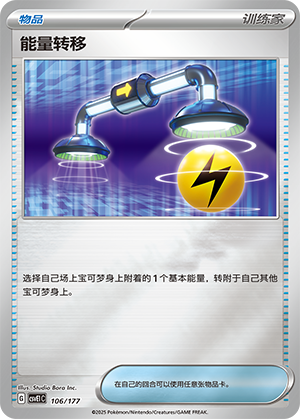 物品
训练家
能量转移
选择自己场上宝可梦身上附着的1个基本能量，转附于自己其他
宝可梦身上。
Illus. Studio Bora Inc.
G CSVE1 C 106/177
在自己的回合可以使用任意张物品卡。
©2025 Pokémon/Nintendo/Creatures/GAME FREAK.